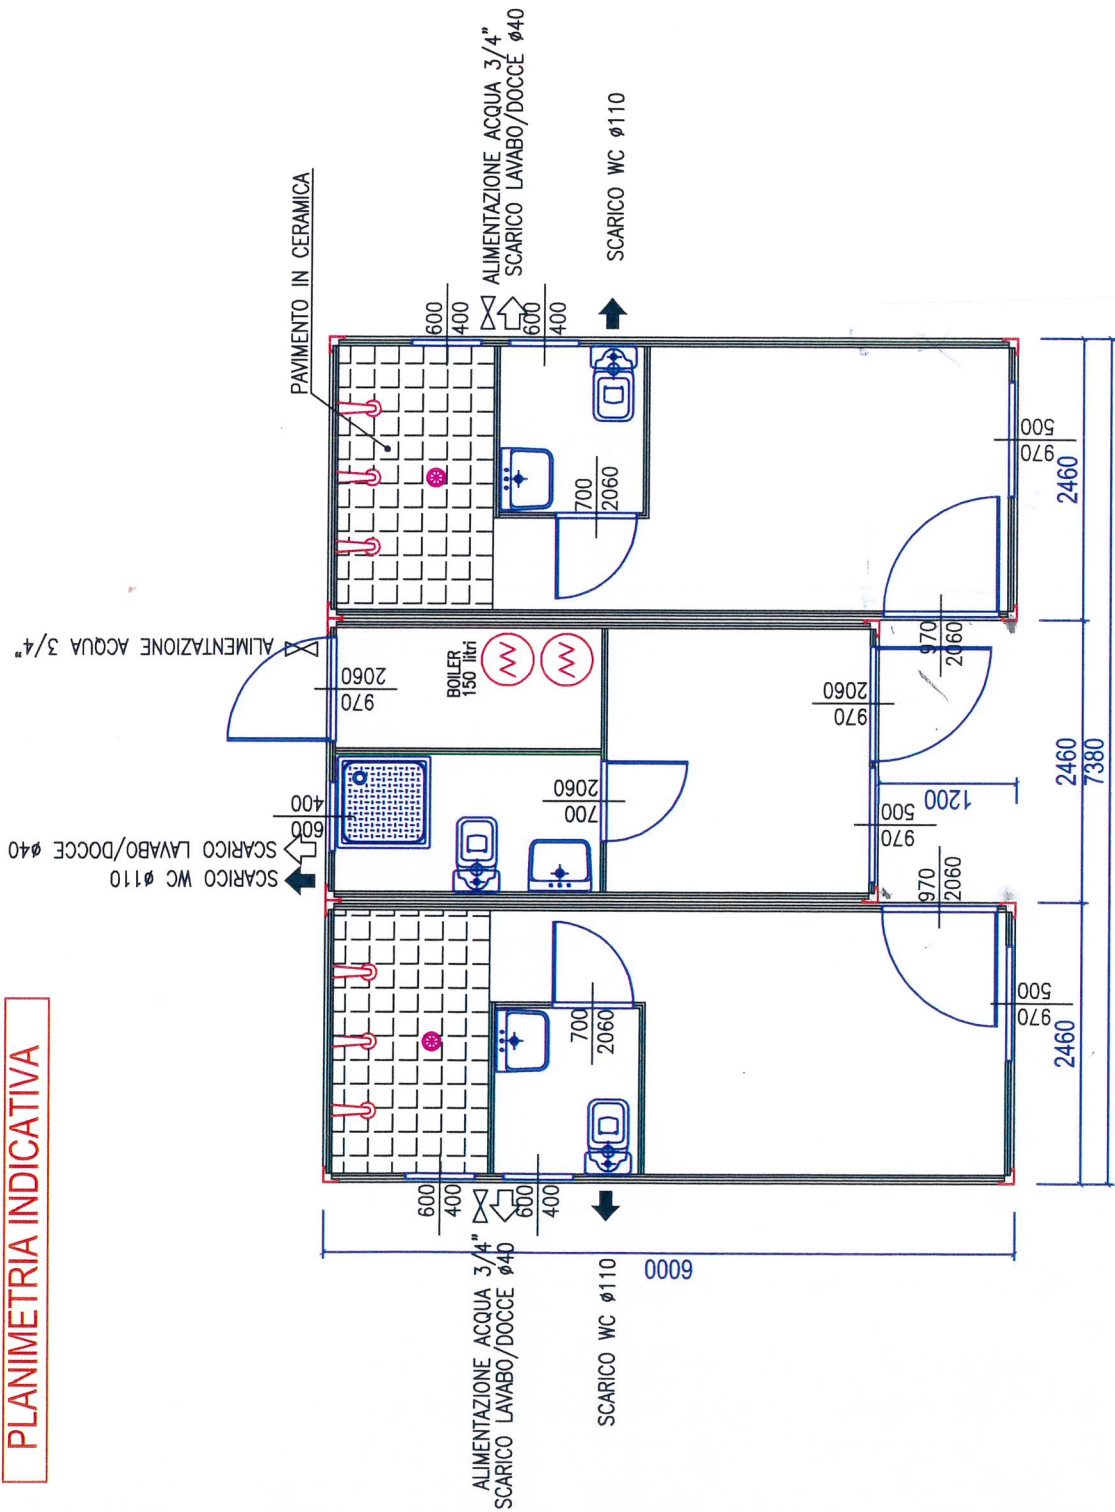 PLANIMETRIA INDICATIVA
ALIMENTAZIONE ACQUA 3/4"
SCARICO LAVABO/DOCCE ø40
SCARICO WC ø110
600
400
600
400
700
2060
6000
SCARICO WC ø110
SCARICO LAVABO/DOCCE ø40
600
400
ALIMENTAZIONE ACQUA 3/4"
970
2060
BOILER
150 litri
700
2060
970
2060
970
500
1200
PAVIMENTO IN CERAMICA
ALIMENTAZIONE ACQUA 3/4"
SCARICO LAVABO/DOCCE ø40
SCARICO WC ø110
600
400
600
400
700
2060
970
2060
970
2060
970
500
970
500
2460
2460
2460
7380